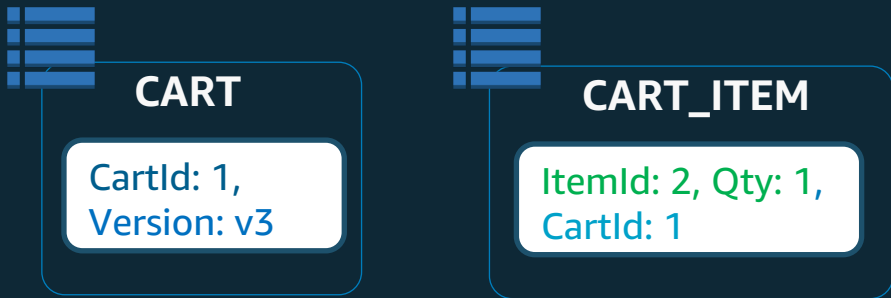 CART
CartId: 1,
Version: v3
CART_ITEM
ItemId: 2, Qty: 1,
CartId: 1